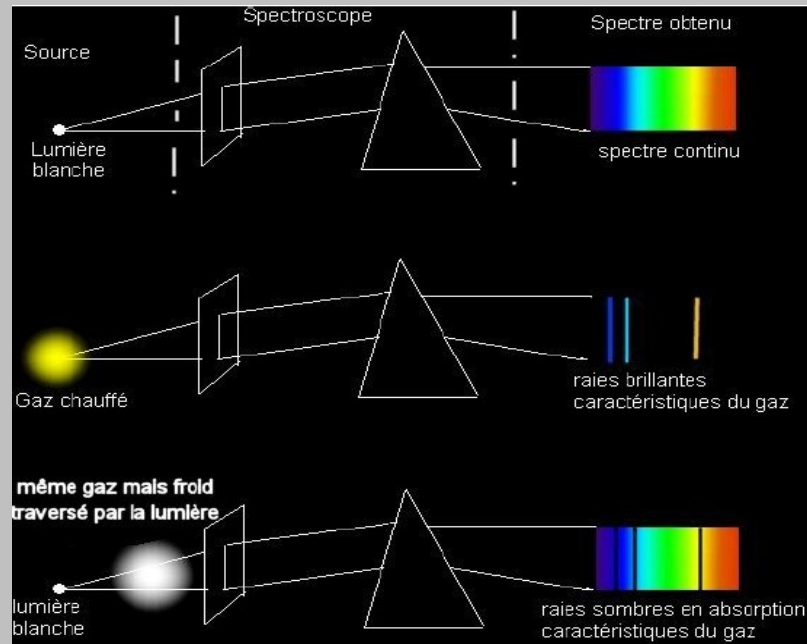 Spectroscope
Source
Spectre obtenu
Lumière
blanche
spectre continu
Gaz chauffé
raies brillantes
caractéristiques du gaz
même gaz mais froid
traversé par la lumière
lumière
blanche
raies sombres en absorption
caractéristiques du gaz